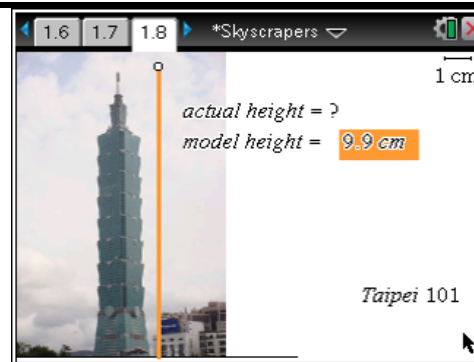 1.6 1.7 1.8 *Skyscrapers
1 cm
actual height = ?
model height = 9.9 cm
Taipei 101